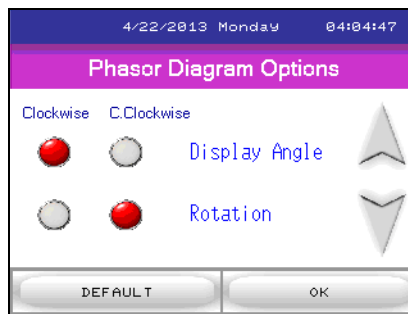 4/22/2013 Monday 04:04:47
Phasor Diagram Options
Clockwise C.Clockwise
Display Angle
Rotation
DEFAULT OK